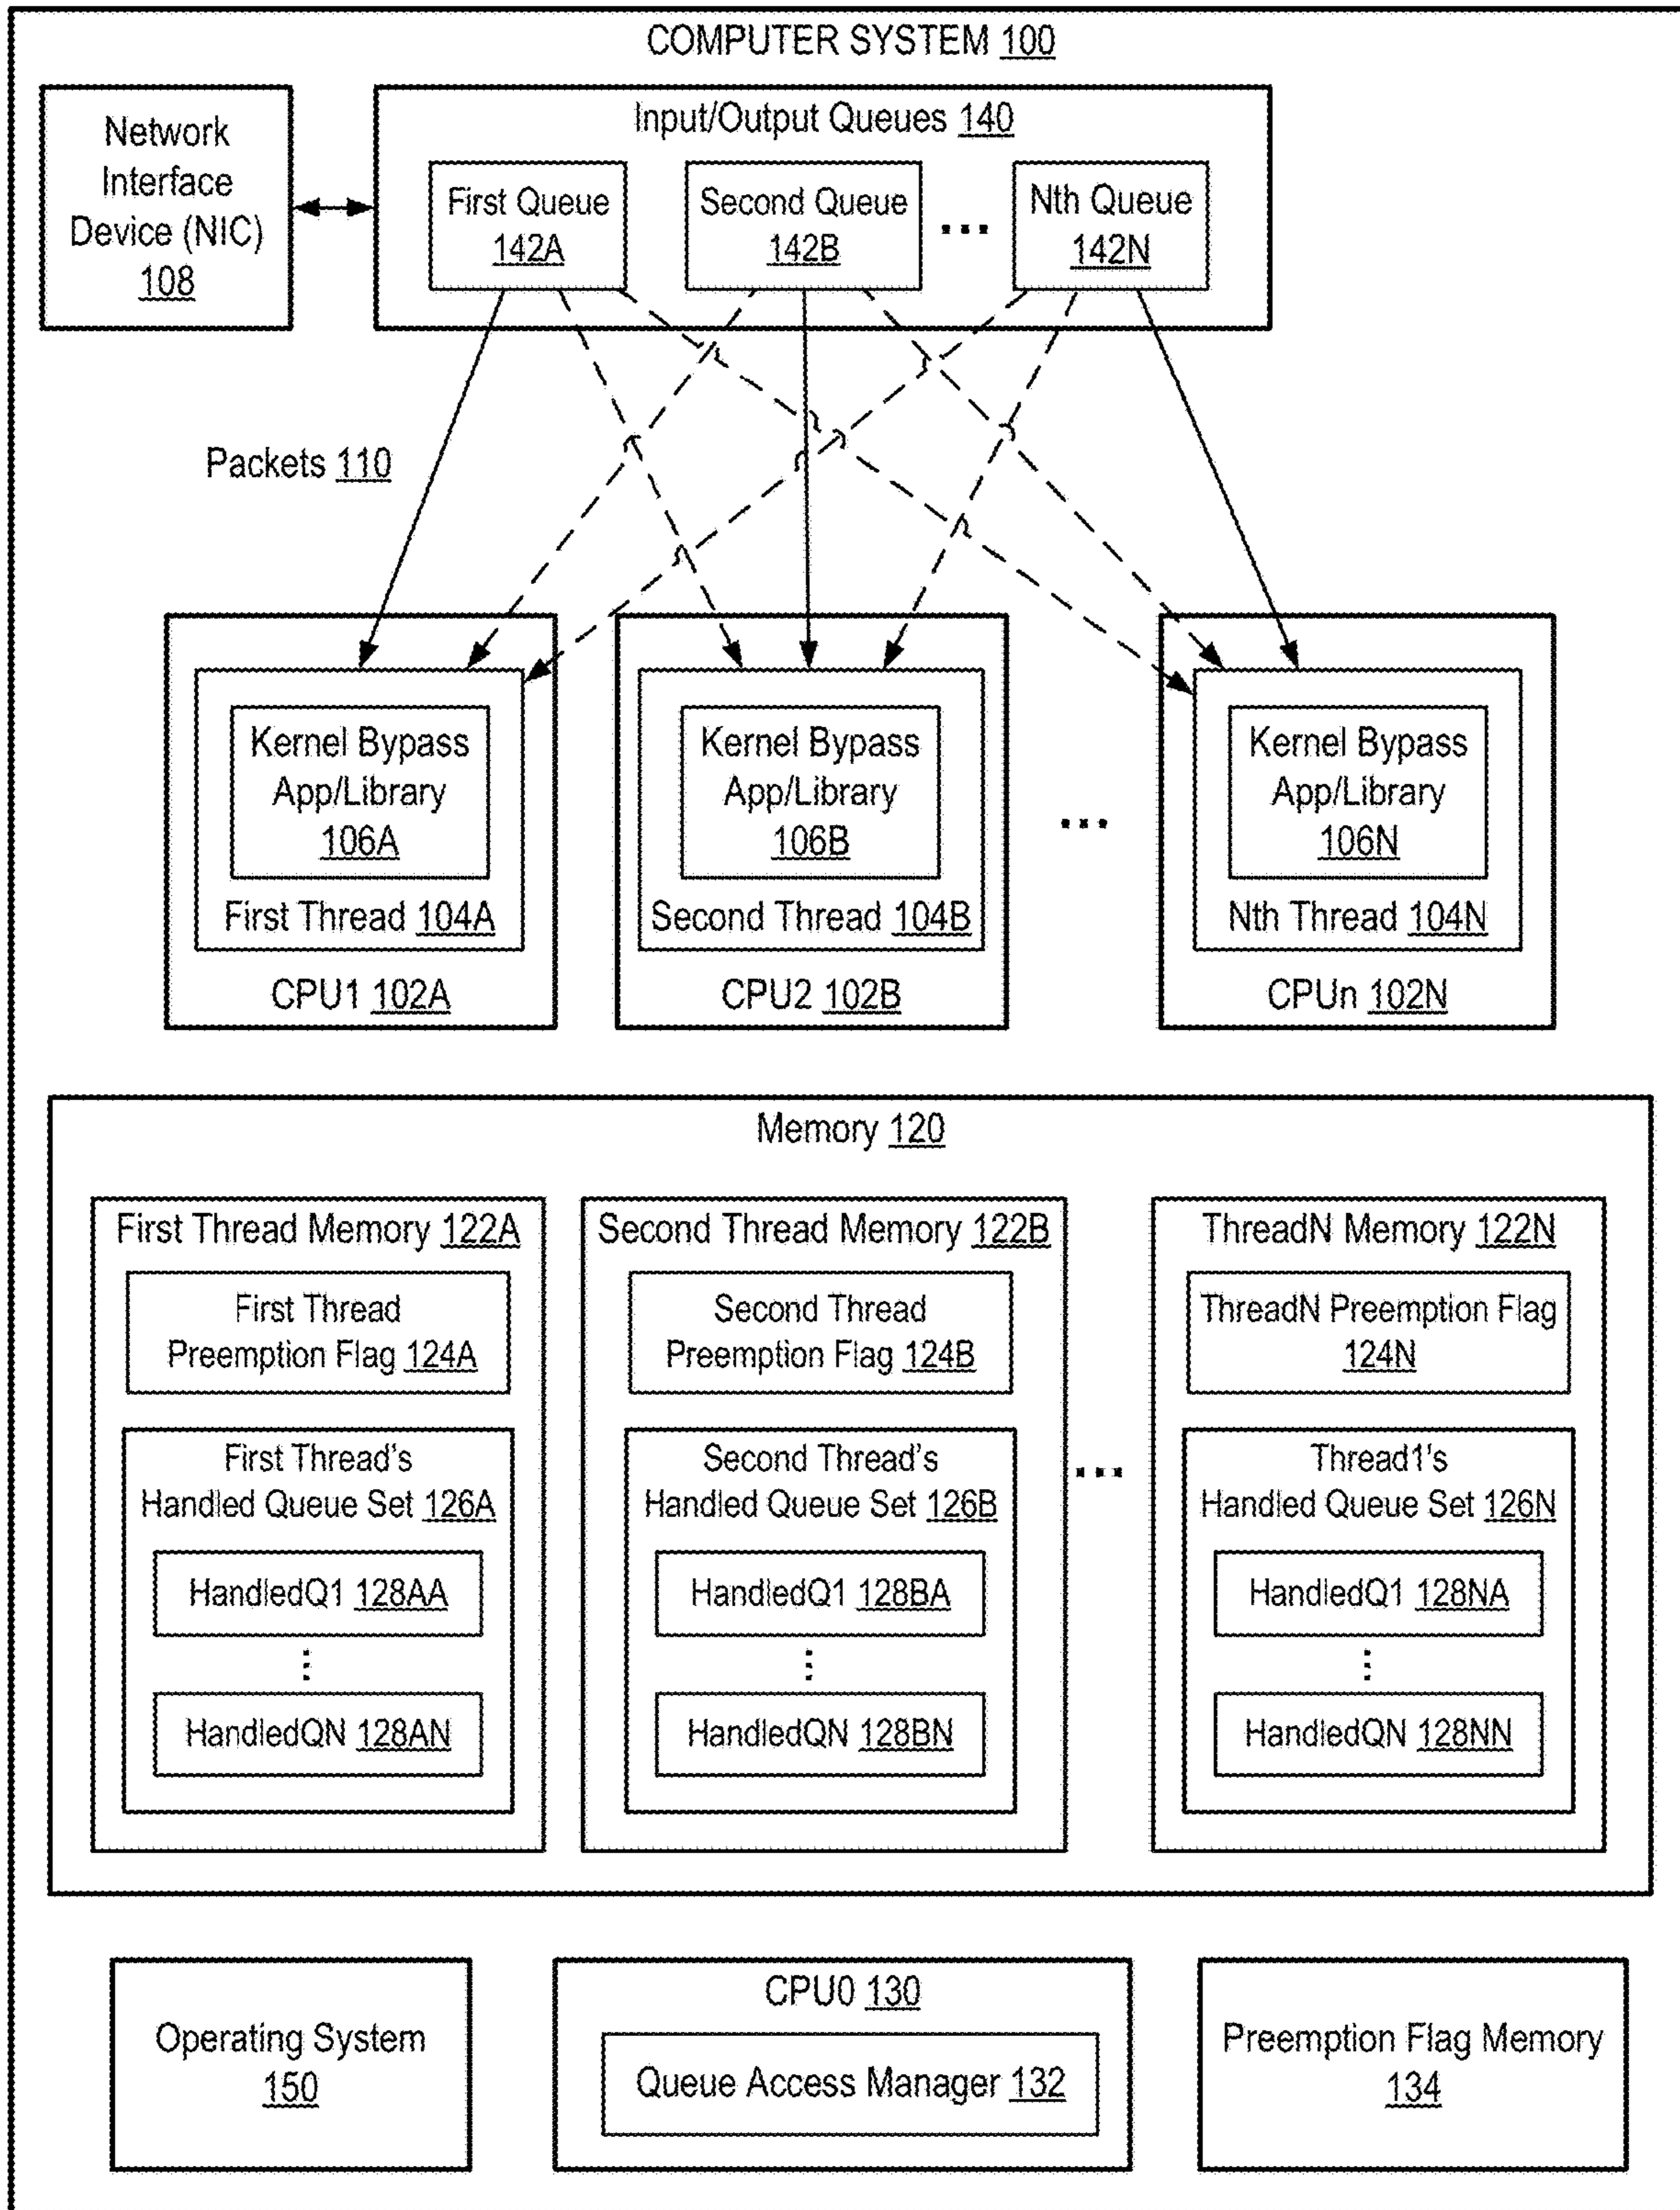 COMPUTER SYSTEM 100
Network
Interface
Device (NIC)
108
Input/Output Queues 140
First Queue
142A
Second Queue
142B
...
Nth Queue
142N
Packets 110
Kernel Bypass
App/Library
106A
First Thread 104A
CPU1 102A
Kernel Bypass
App/Library
106B
Second Thread 104B
CPU2 102B
...
Kernel Bypass
App/Library
106N
Nth Thread 104N
CPUn 102N
Memory 120
First Thread Memory 122A
First Thread
Preemption Flag 124A
First Thread's
Handled Queue Set 126A
HandledQ1 128AA
⋮
HandledQN 128AN
Second Thread Memory 122B
Second Thread
Preemption Flag 124B
Second Thread's
Handled Queue Set 126B
HandledQ1 128BA
⋮
HandledQN 128BN
...
ThreadN Memory 122N
ThreadN Preemption Flag
124N
Thread1's
Handled Queue Set 126N
HandledQ1 128NA
⋮
HandledQN 128NN
Operating System
150
CPU0 130
Queue Access Manager 132
Preemption Flag Memory
134